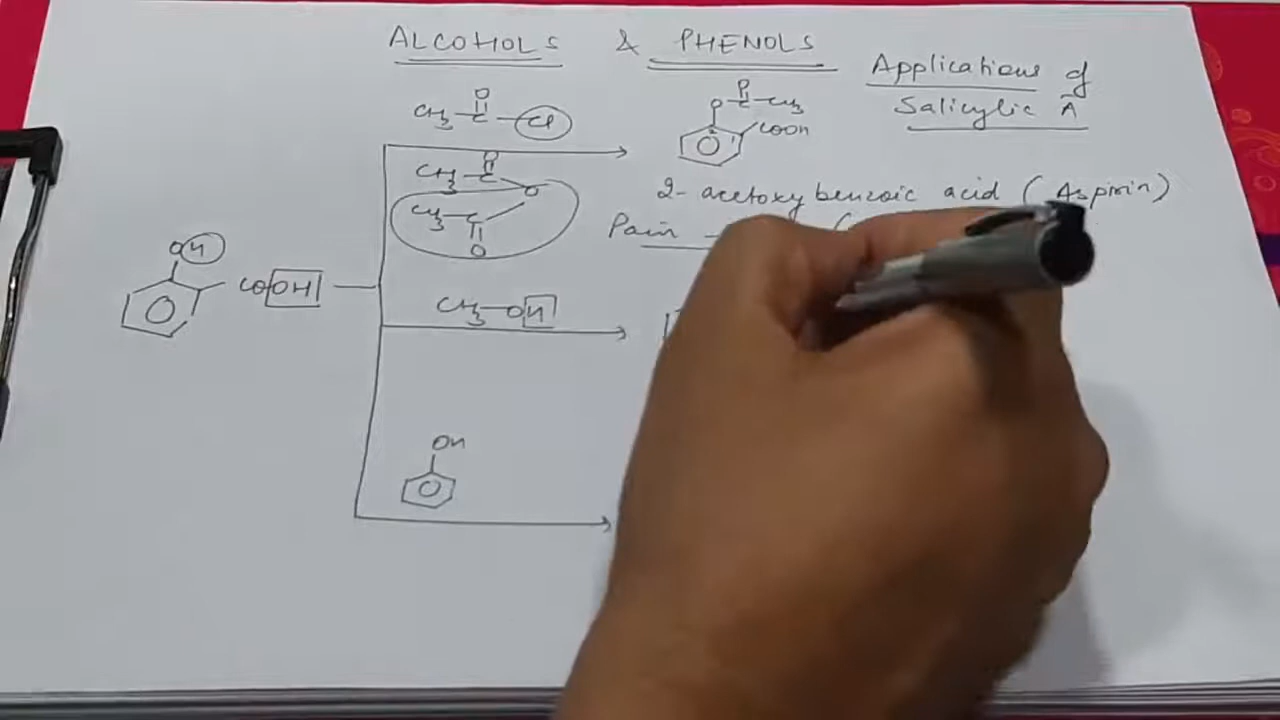 ALCOHOLS & PHENOLS
Applications of
Salicylic Ā
CH3—C—Cl
O
O
O—C—CH3
COOH
CH3—C
O
O
CH3—C
O
2-acetoxy benzoic acid (Aspirin)
Pain
OH
COOH
CH3—OH
OH